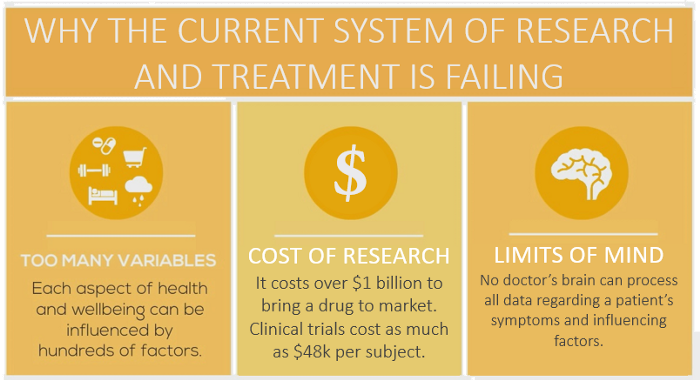 WHY THE CURRENT SYSTEM OF RESEARCH
AND TREATMENT IS FAILING
TOO MANY VARIABLES
Each aspect of health
and wellbeing can be
influenced by
hundreds of factors.
$
COST OF RESEARCH
It costs over $1 billion to
bring a drug to market.
Clinical trials cost as much
as $48k per subject.
LIMITS OF MIND
No doctor's brain can process
all data regarding a patient's
symptoms and influencing
factors.